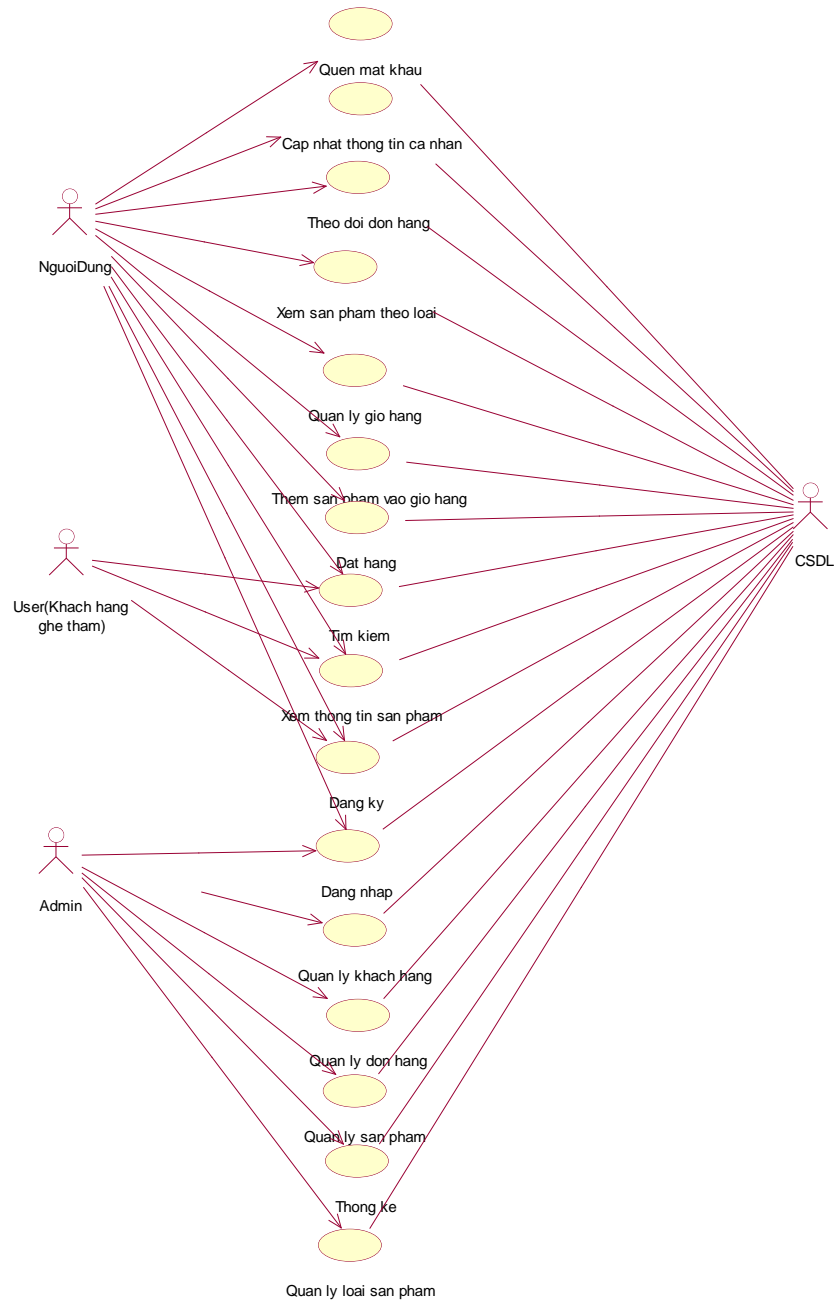 Quen mat khau
Cap nhat thong tin ca nhan
Theo doi don hang
NguoiDung
Xem san pham theo loai
Quan ly gio hang
Them san pham vao gio hang
Dat hang
CSDL
User(Khach hang
ghe tham)
Tim kiem
Xem thong tin san pham
Dang ky
Dang nhap
Admin
Quan ly khach hang
Quan ly don hang
Quan ly san pham
Thong ke
Quan ly loai san pham